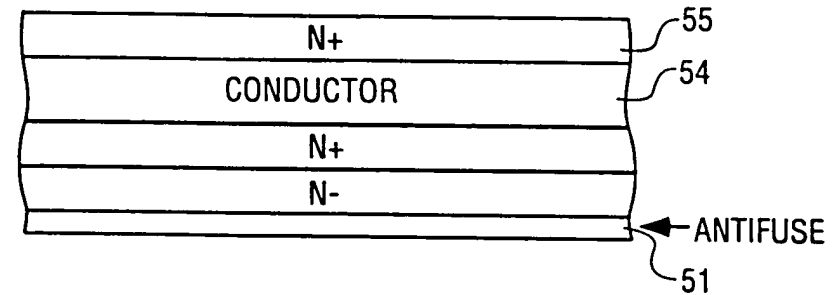 N+
55
CONDUCTOR
54
N+
N-
ANTIFUSE
51